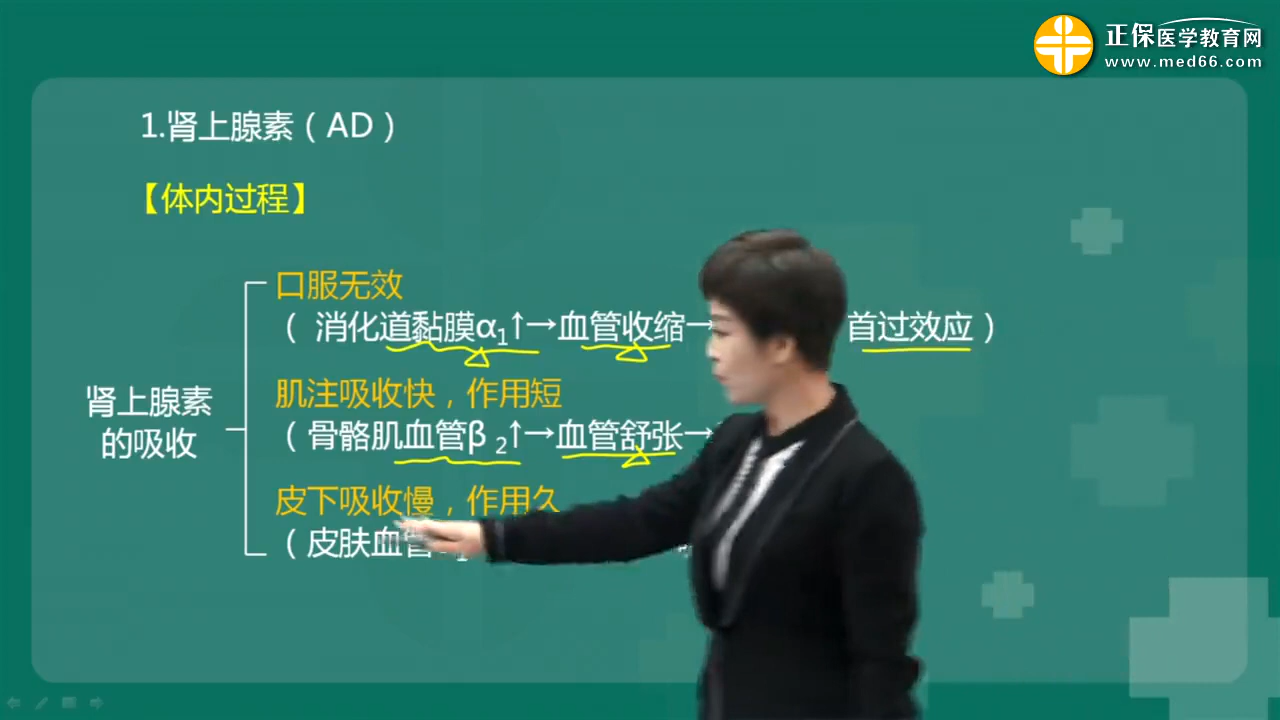 正保医学教育网
www.med66.com
1.肾上腺素（AD）
【体内过程】
口服无效
（ 消化道黏膜α1↑→血管收缩→ 首过效应）
肾上腺素
的吸收
肌注吸收快，作用短
（骨骼肌血管β 2↑→血管舒张→
皮下吸收慢，作用久
（皮肤血管